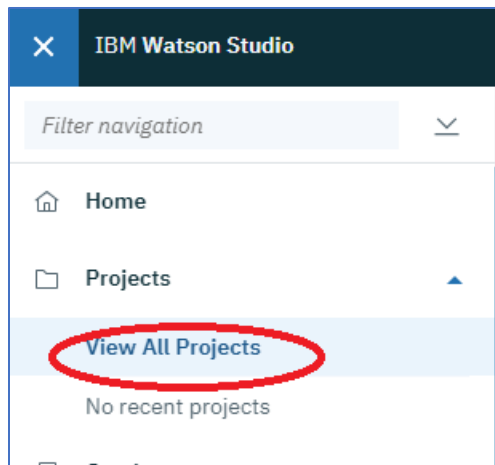 IBM Watson Studio
Filter navigation
Home
Projects
View All Projects
No recent projects